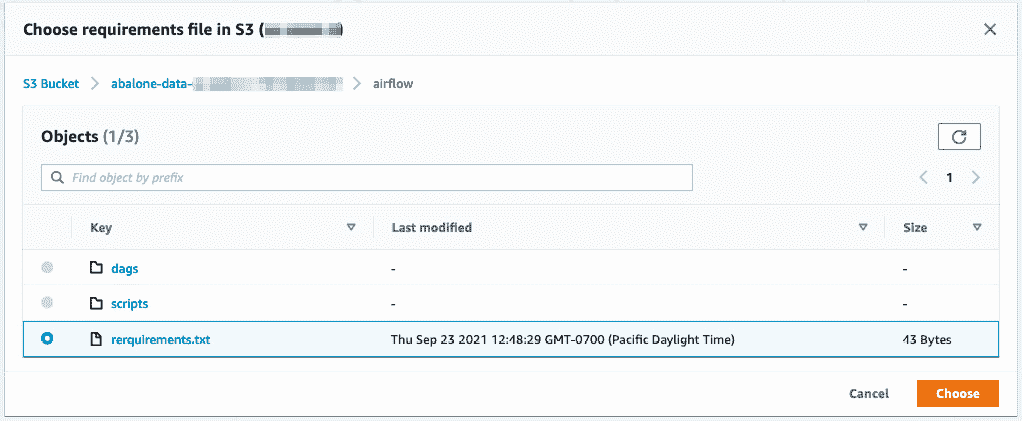 Choose requirements file in S3 ( )
S3 Bucket > abalone-data- > airflow
Objects (1/3)
Find object by prefix
< 1 >
Key Last modified Size
dags - -
scripts - -
rerquirements.txt Thu Sep 23 2021 12:48:29 GMT-0700 (Pacific Daylight Time) 43 Bytes
Cancel Choose